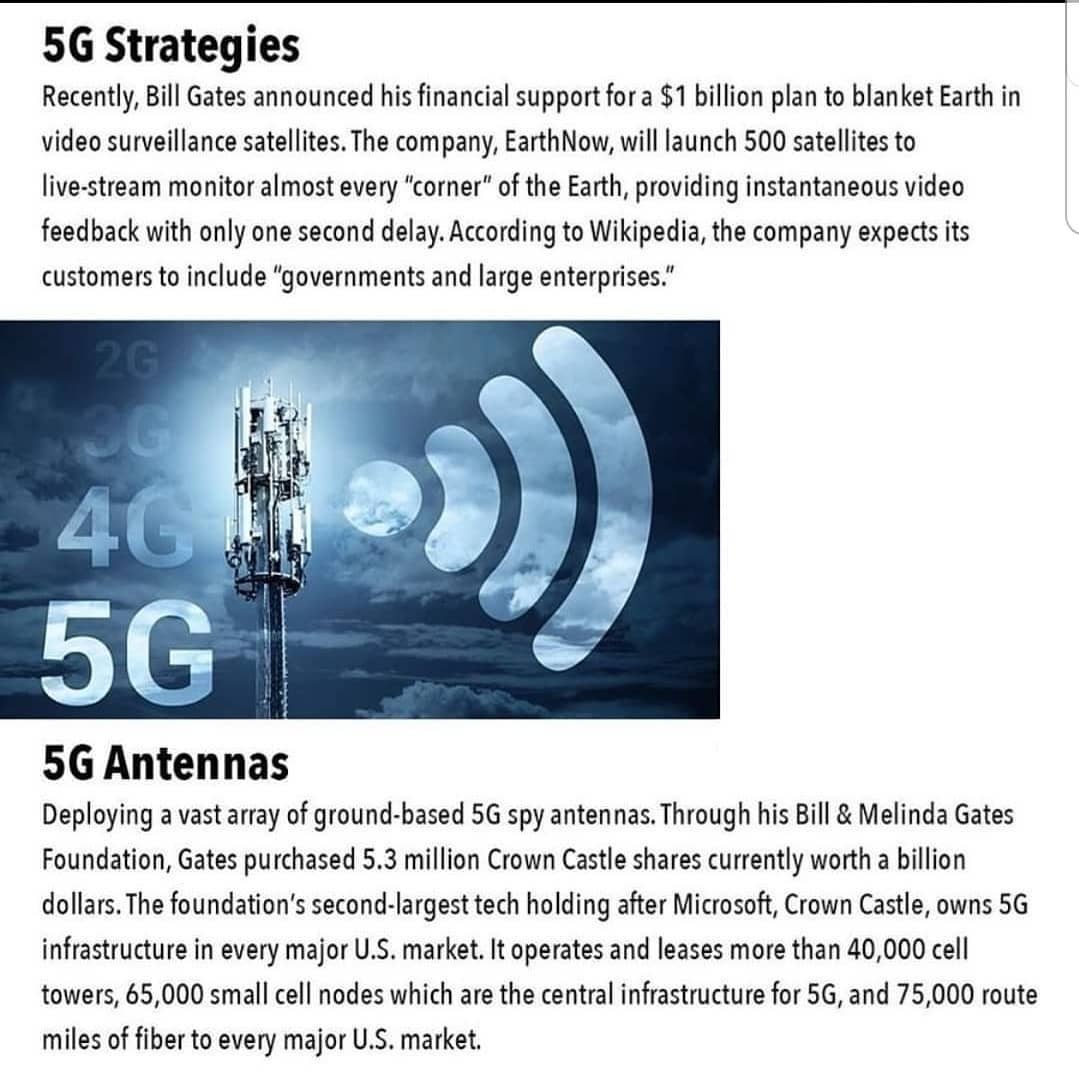 5G Strategies
Recently, Bill Gates announced his financial support for a $1 billion plan to blanket Earth in
video surveillance satellites. The company, EarthNow, will launch 500 satellites to
live-stream monitor almost every "corner" of the Earth, providing instantaneous video
feedback with only one second delay. According to Wikipedia, the company expects its
customers to include "governments and large enterprises."
2G
3G
4G
5G
5G Antennas
Deploying a vast array of ground-based 5G spy antennas. Through his Bill & Melinda Gates
Foundation, Gates purchased 5.3 million Crown Castle shares currently worth a billion
dollars. The foundation's second-largest tech holding after Microsoft, Crown Castle, owns 5G
infrastructure in every major U.S. market. It operates and leases more than 40,000 cell
towers, 65,000 small cell nodes which are the central infrastructure for 5G, and 75,000 route
miles of fiber to every major U.S. market.